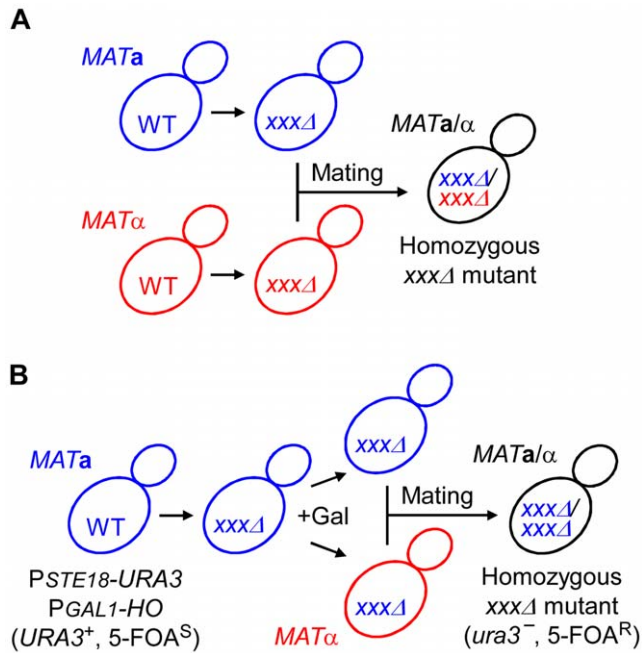 A
MATa
WT
xxxΔ
MATα
WT
xxxΔ
Mating
MATa/α
xxxΔ/
xxxΔ
Homozygous
xxxΔ mutant
B
MATa
WT
PSTE18-URA3
PGAL1-HO
(URA3⁺, 5-FOAˢ)
xxxΔ
+Gal
xxxΔ
xxxΔ
MATα
Mating
MATa/α
xxxΔ/
xxxΔ
Homozygous
xxxΔ mutant
(ura3⁻, 5-FOAᴿ)